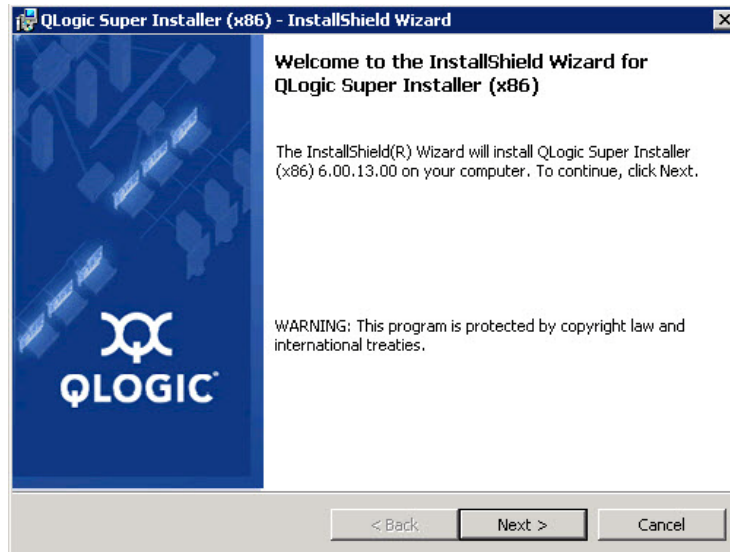 QLogic Super Installer (x86) - InstallShield Wizard
Welcome to the InstallShield Wizard for
QLogic Super Installer (x86)
The InstallShield(R) Wizard will install QLogic Super Installer
(x86) 6.00.13.00 on your computer. To continue, click Next.
WARNING: This program is protected by copyright law and
international treaties.
QLOGIC
< Back
Next >
Cancel